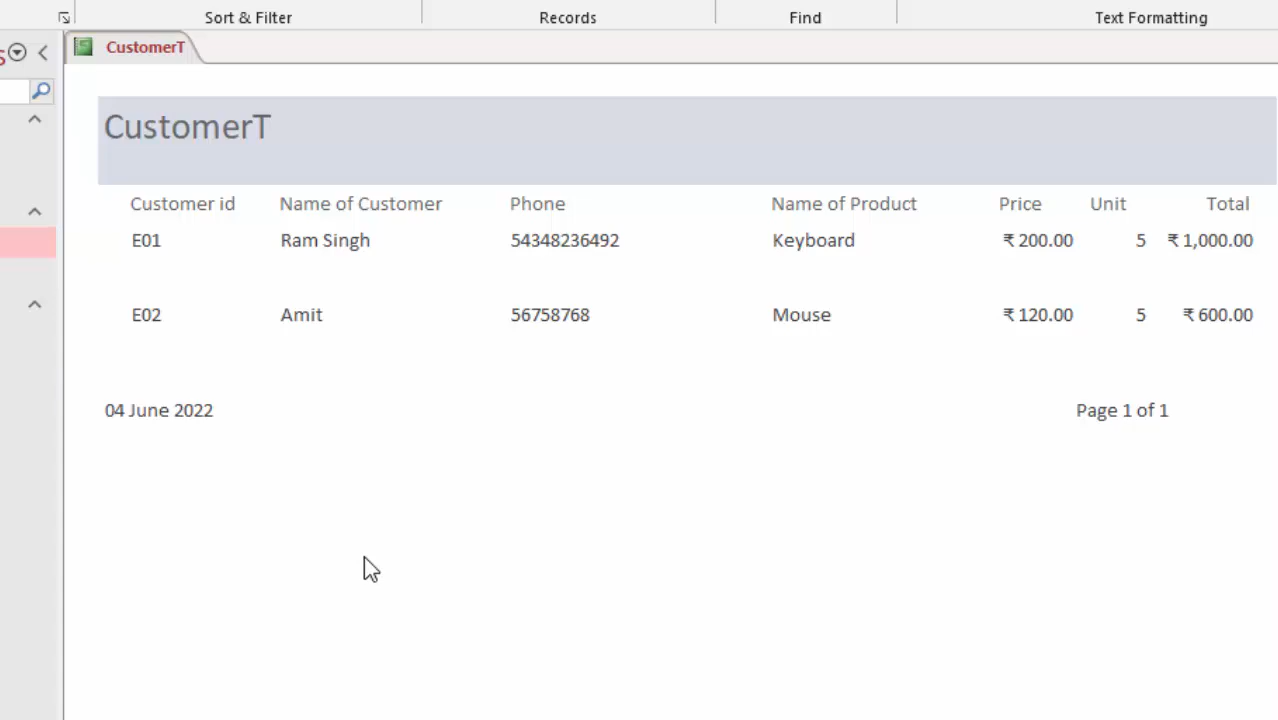 Sort & Filter Records Find Text Formatting
CustomerT
CustomerT
Customer id Name of Customer Phone Name of Product Price Unit Total
E01 Ram Singh 54348236492 Keyboard ₹ 200.00 5 ₹ 1,000.00
E02 Amit 56758768 Mouse ₹ 120.00 5 ₹ 600.00
04 June 2022 Page 1 of 1